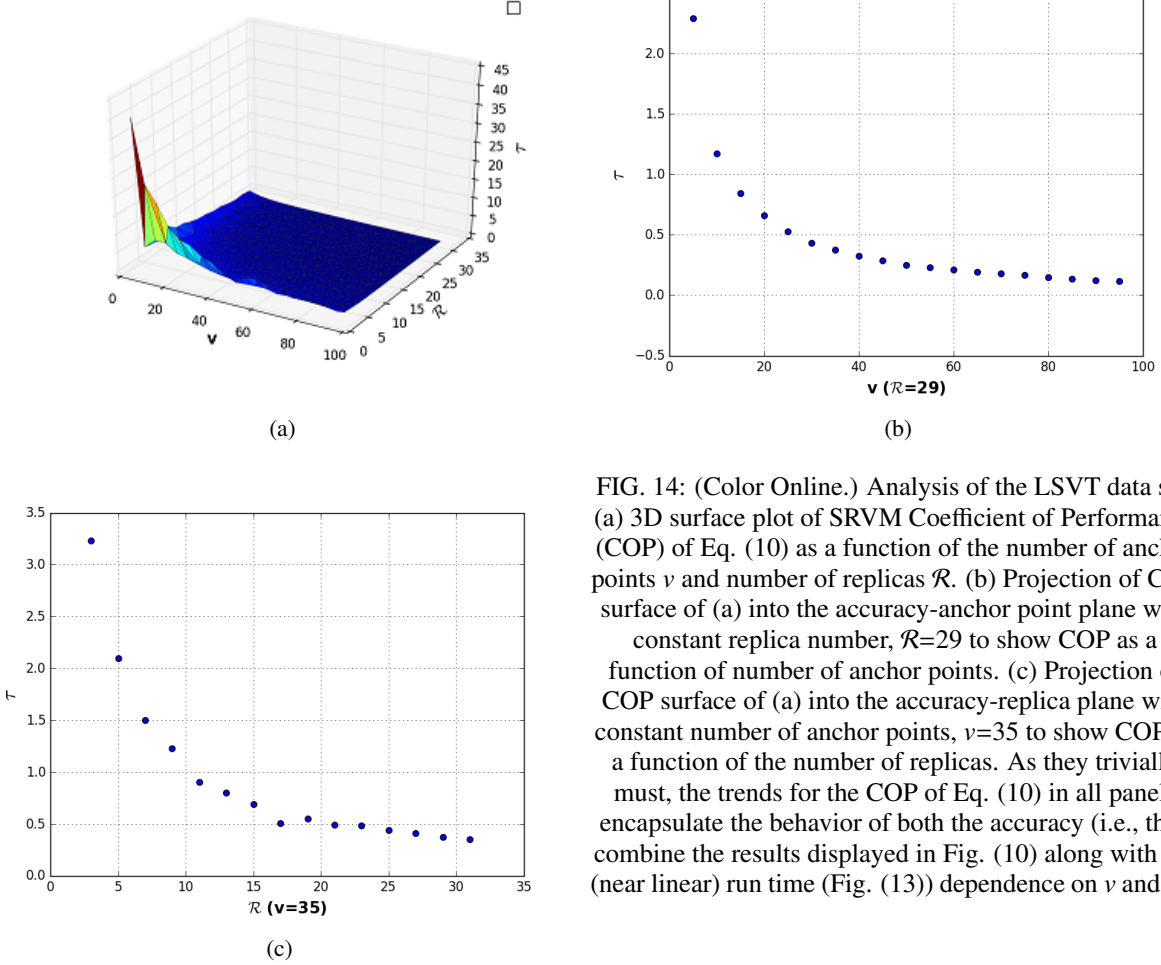 45
40
35
30
25
20
15
10
5
0
𝒯
0
20
40
60
80
100
v
0
5
10
15
20
25
30
35
ℛ
(a)
2.0
1.5
1.0
0.5
0.0
−0.5
𝒯
0 20 40 60 80 100
v (ℛ=29)
(b)
3.5
3.0
2.5
2.0
1.5
1.0
0.5
0.0
𝒯
0 5 10 15 20 25 30 35
ℛ (v=35)
(c)
FIG. 14: (Color Online.) Analysis of the LSVT data
(a) 3D surface plot of SRVM Coefficient of
(COP) of Eq. (10) as a function of the number of
points v and number of replicas ℛ. (b) Projection of
surface of (a) into the accuracy-anchor point plane
constant replica number, ℛ=29 to show COP as a
function of number of anchor points. (c) Projection
COP surface of (a) into the accuracy-replica plane
constant number of anchor points, v=35 to show COP
a function of the number of replicas. As they
must, the trends for the COP of Eq. (10) in all
encapsulate the behavior of both the accuracy (i.e.,
combine the results displayed in Fig. (10) along with
(near linear) run time (Fig. (13)) dependence on v and